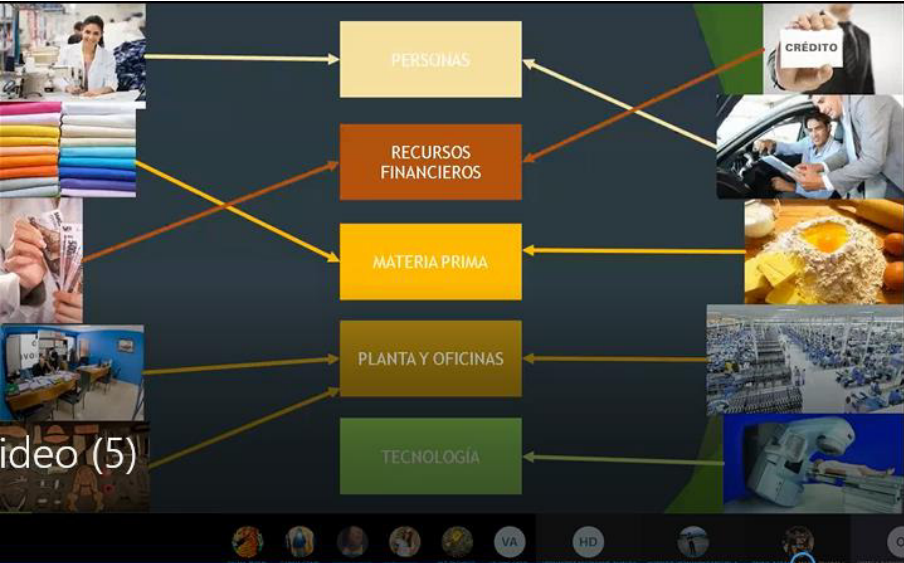 PERSONAS
CRÉDITO
RECURSOS
FINANCIEROS
MATERIA PRIMA
PLANTA Y OFICINAS
TECNOLOGÍA
ideo (5)
VA
HD